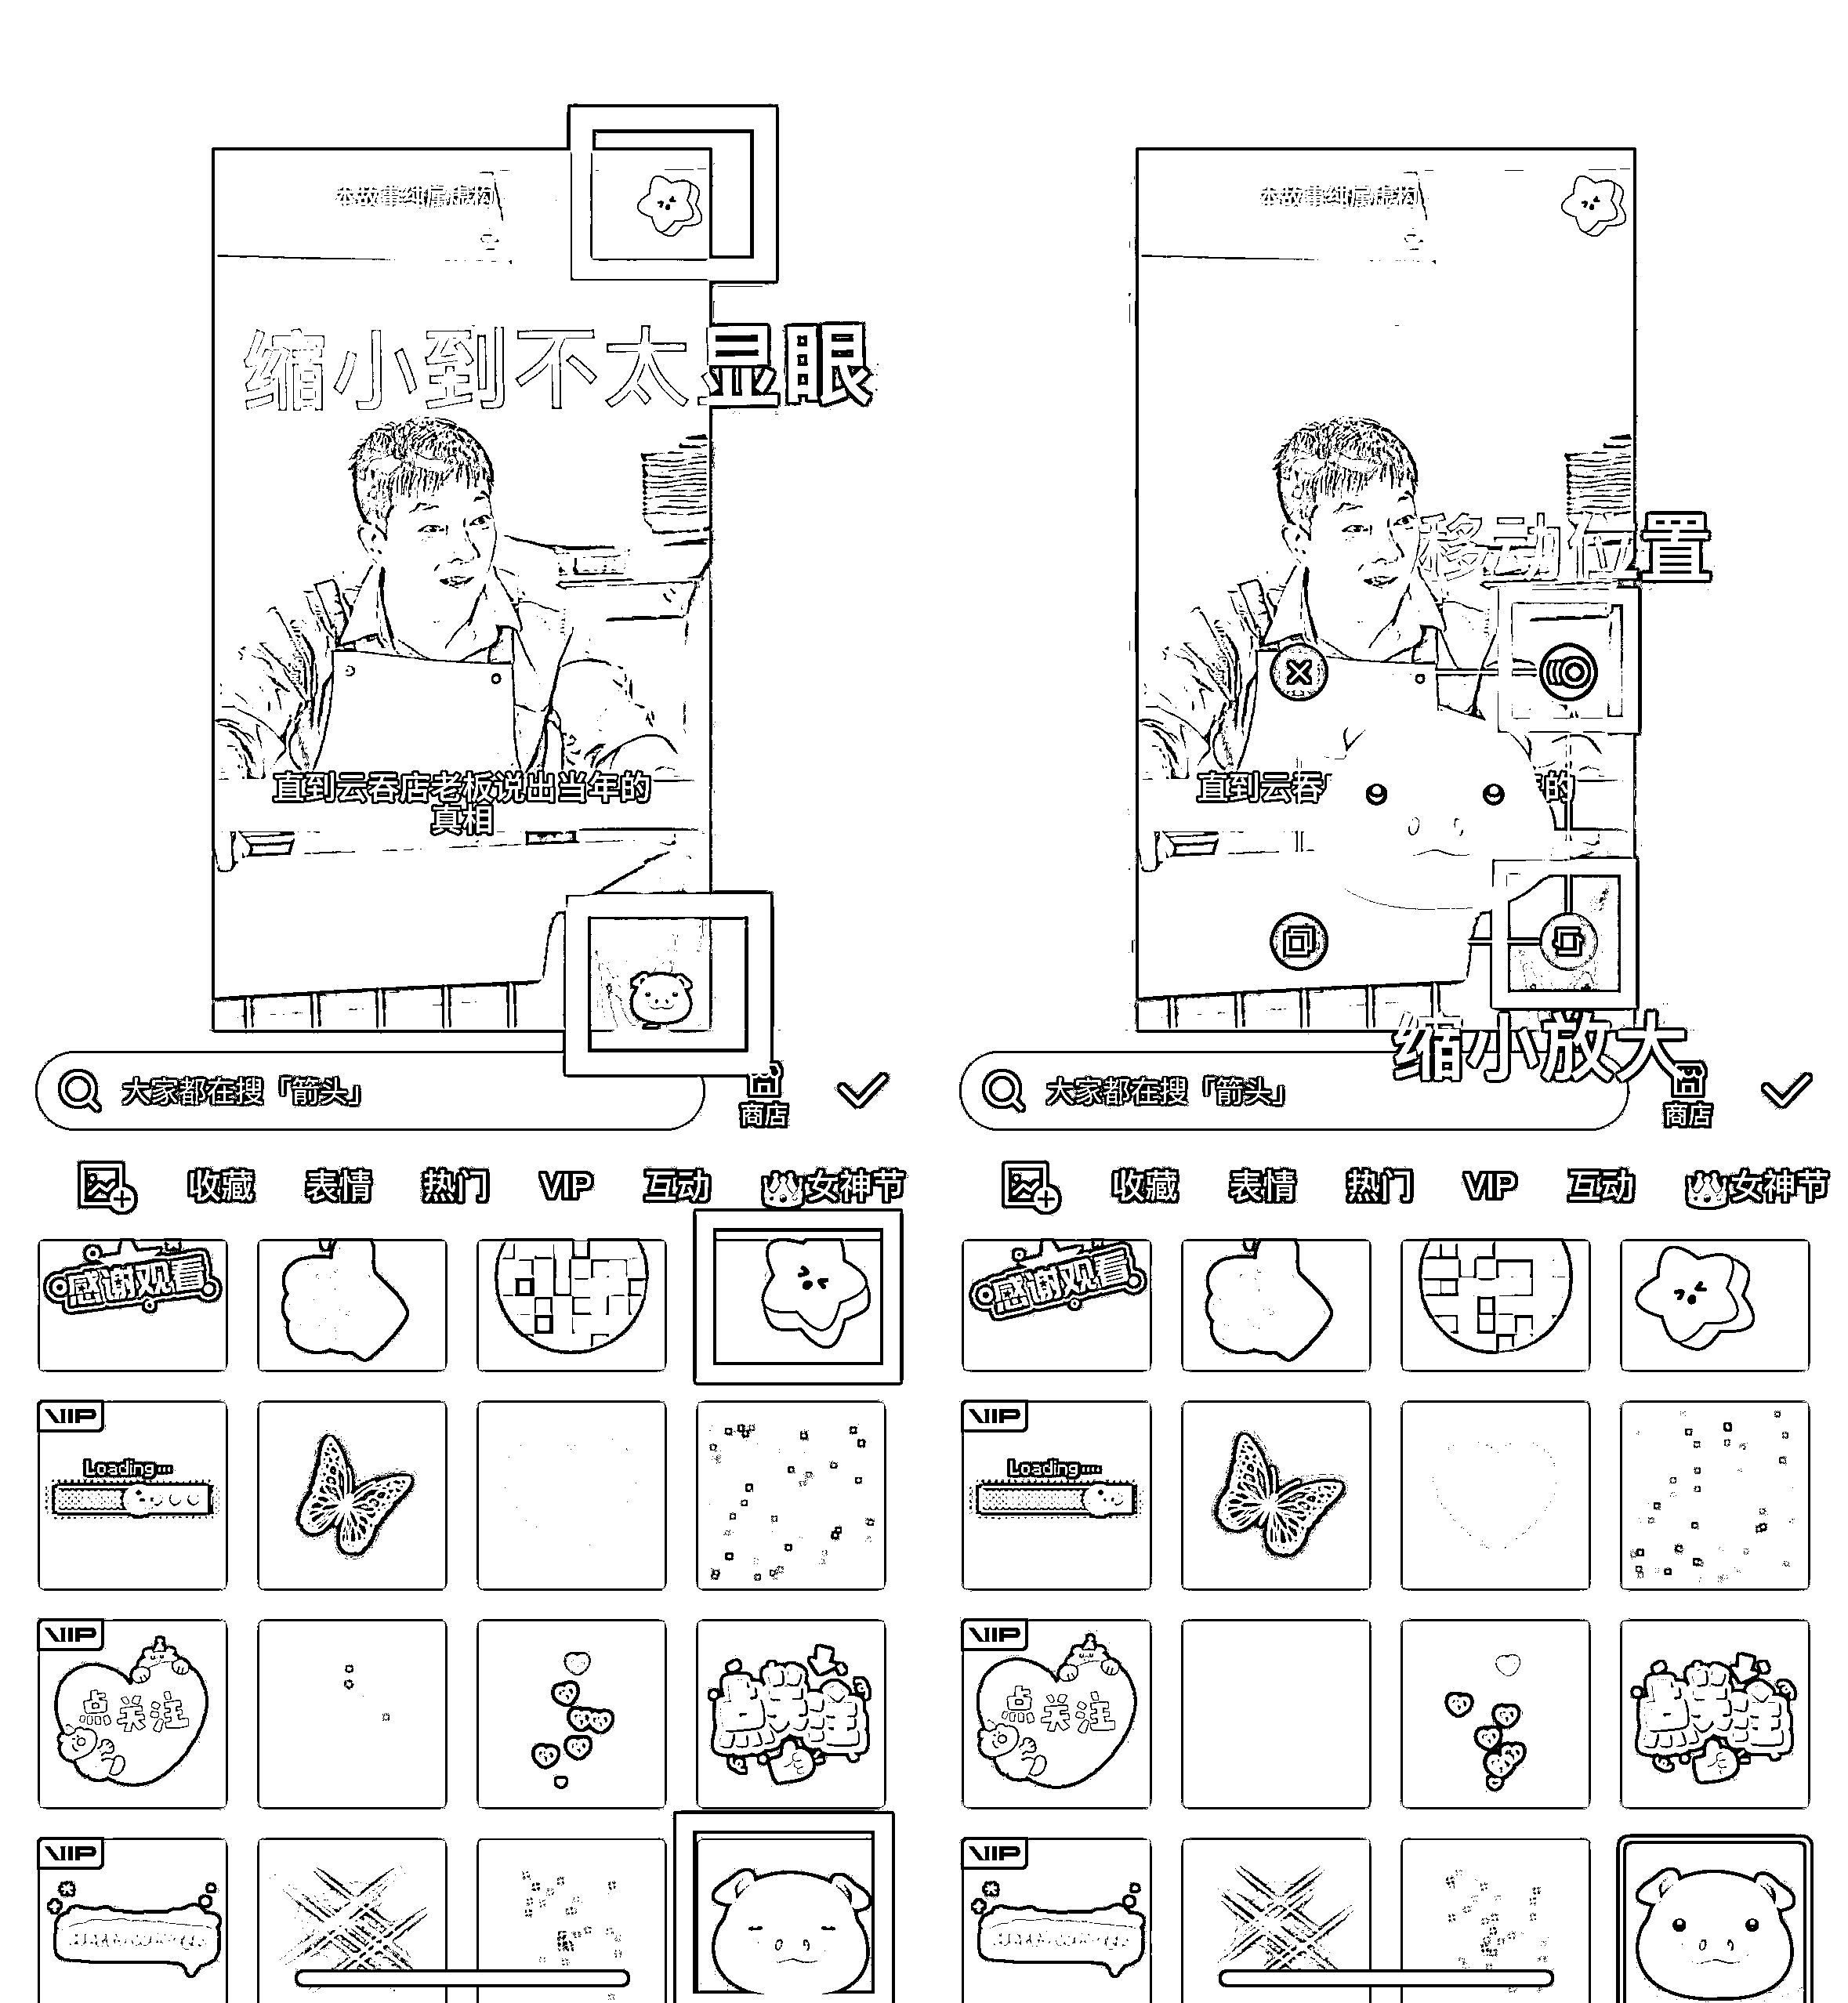 本故事纯属虚构
缩小到不太显眼
直到云吞店老板说出当年的
真相
大家都在搜「箭头」
商店
收藏 表情 热门 VIP 互动 女神节
感谢观看
VIP
Loading...
VIP
点关注
点关注
VIP
本故事纯属虚构
移动位置
直到云吞
的
缩小放大
大家都在搜「箭头」
商店
收藏 表情 热门 VIP 互动 女神节
感谢观看
VIP
Loading...
VIP
点关注
点关注
VIP